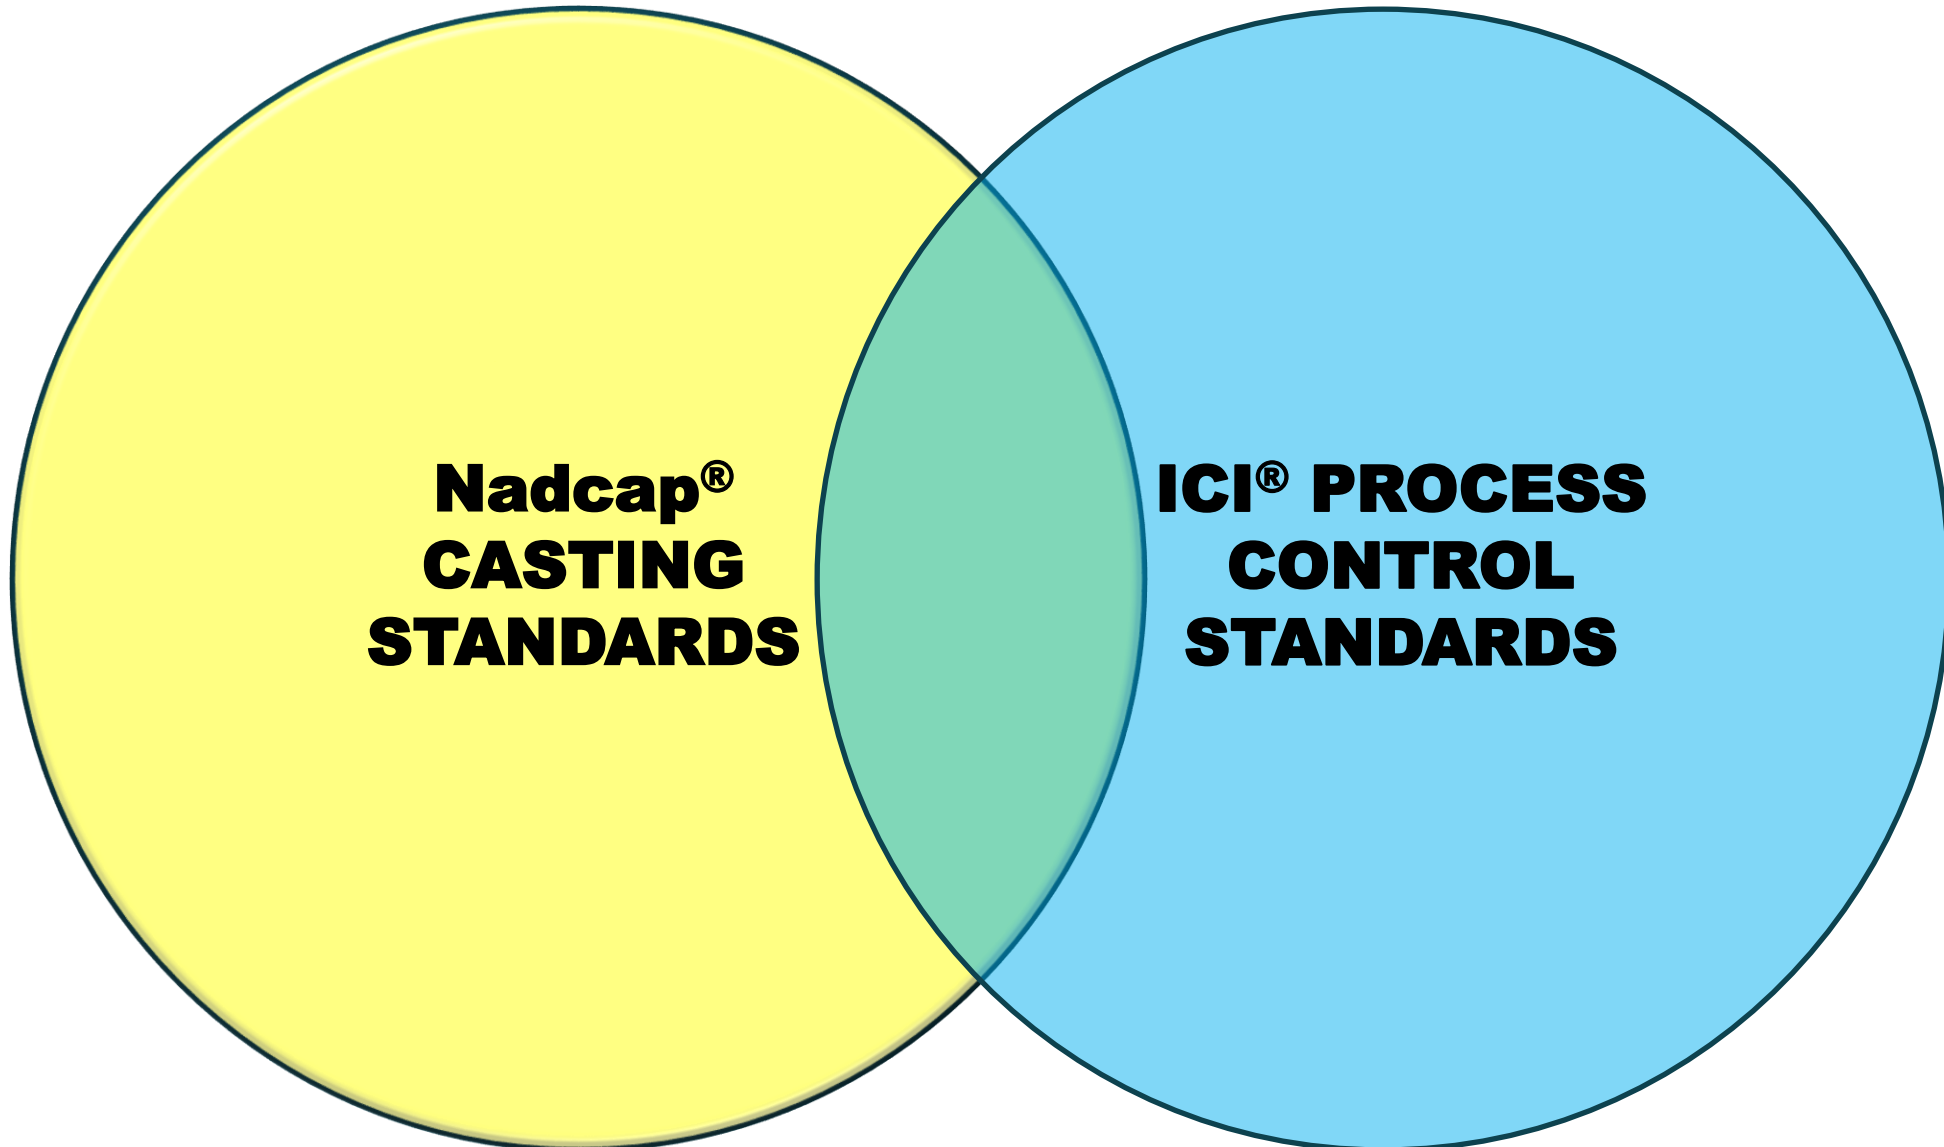 Nadcap®
CASTING
STANDARDS
ICI® PROCESS
CONTROL
STANDARDS